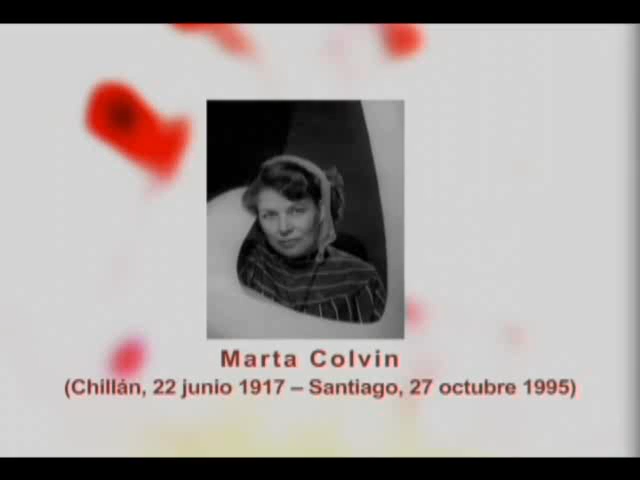 Marta Colvin
(Chillán, 22 junio 1917 – Santiago, 27 octubre 1995)